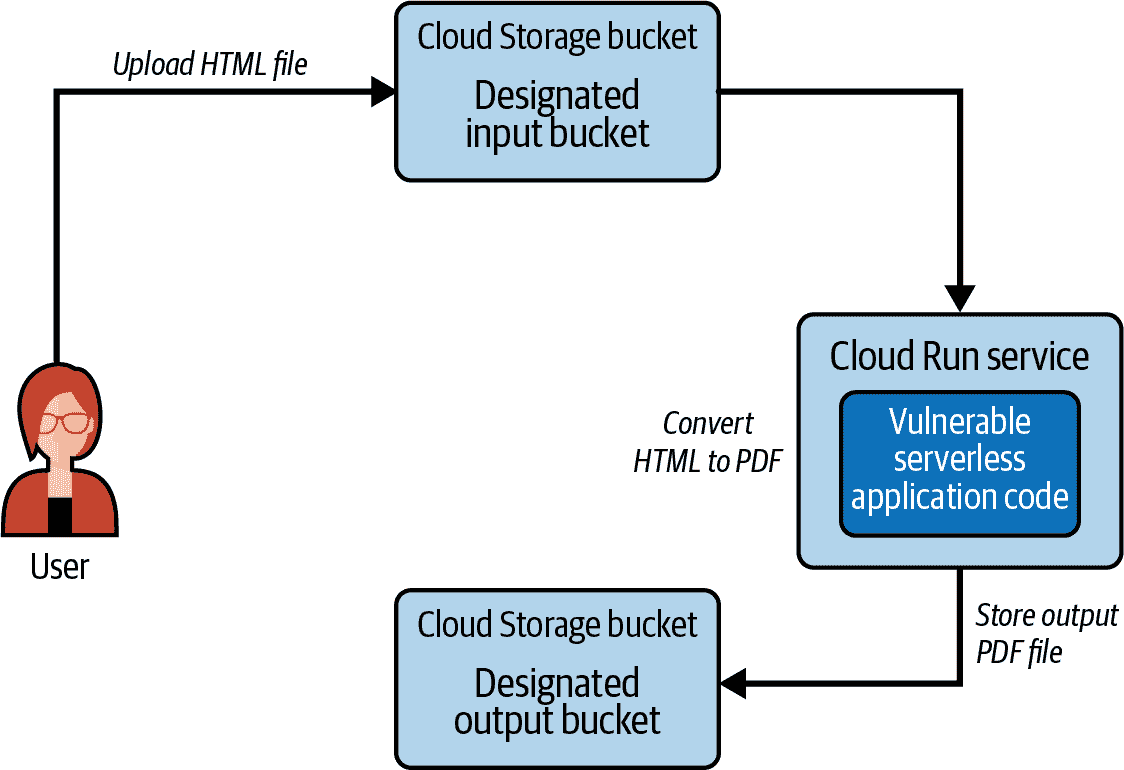 Upload HTML file
Cloud Storage bucket
Designated
input bucket
Cloud Run service
Vulnerable
serverless
application code
Convert
HTML to PDF
User
Store output
PDF file
Cloud Storage bucket
Designated
output bucket